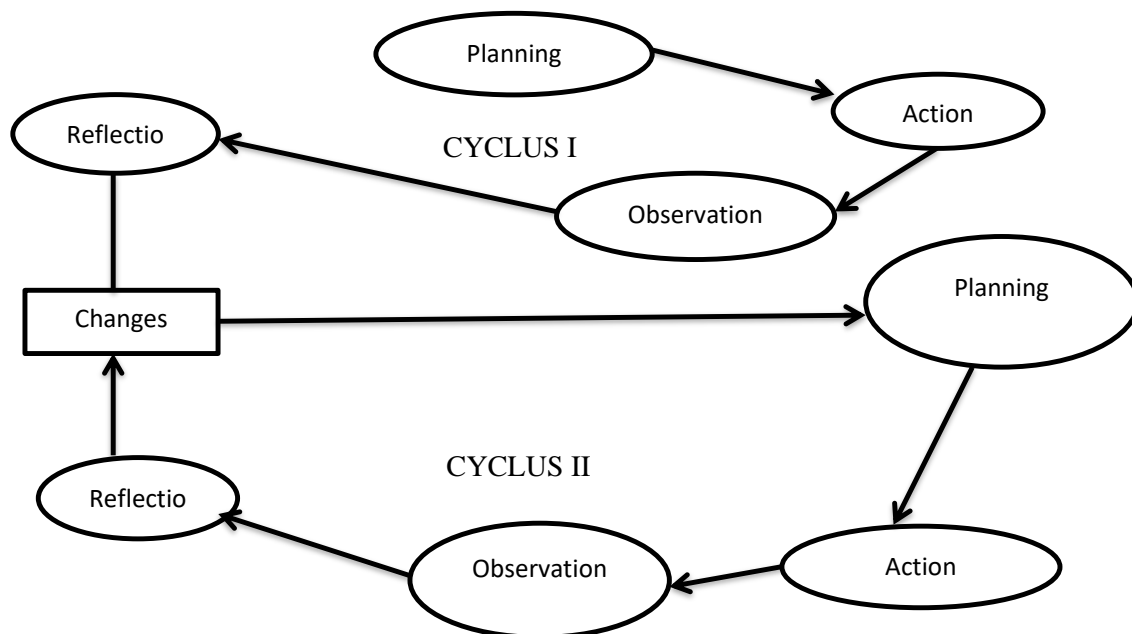 Planning
Action
Reflectio
CYCLUS I
Observation
Planning
Changes
CYCLUS II
Reflectio
Observation
Action